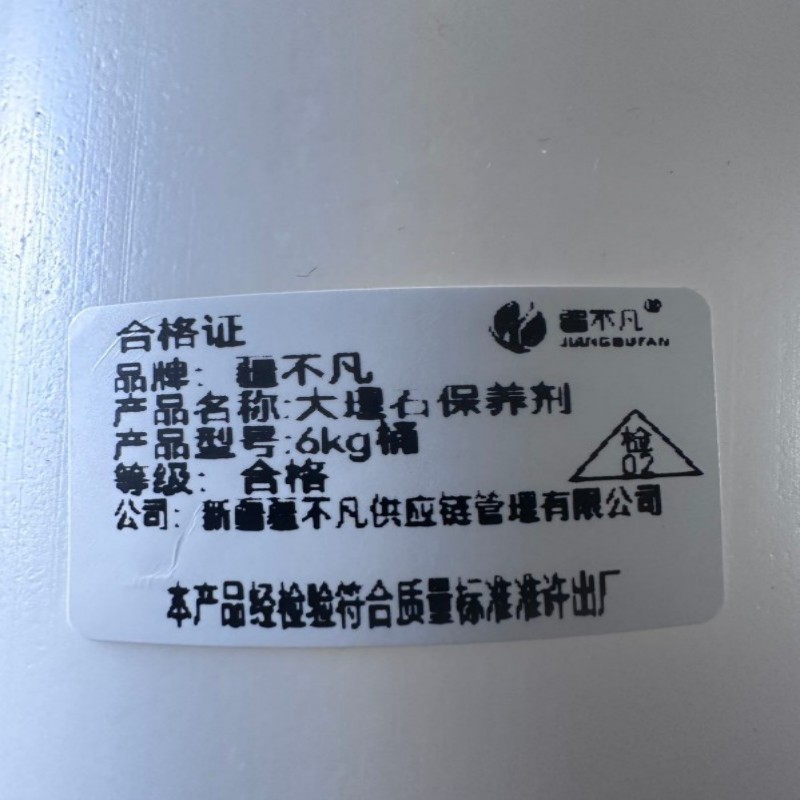 合格证
疆不凡
JIANGBUFAN
品牌: 疆不凡
产品名称:大理石保养剂
产品型号:6kg桶
检
02
等级: 合格
公司: 新疆疆不凡供应链管理有限公司
本产品经检验符合质量标准准许出厂